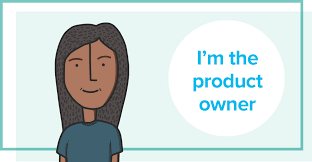 I’m the
product
owner